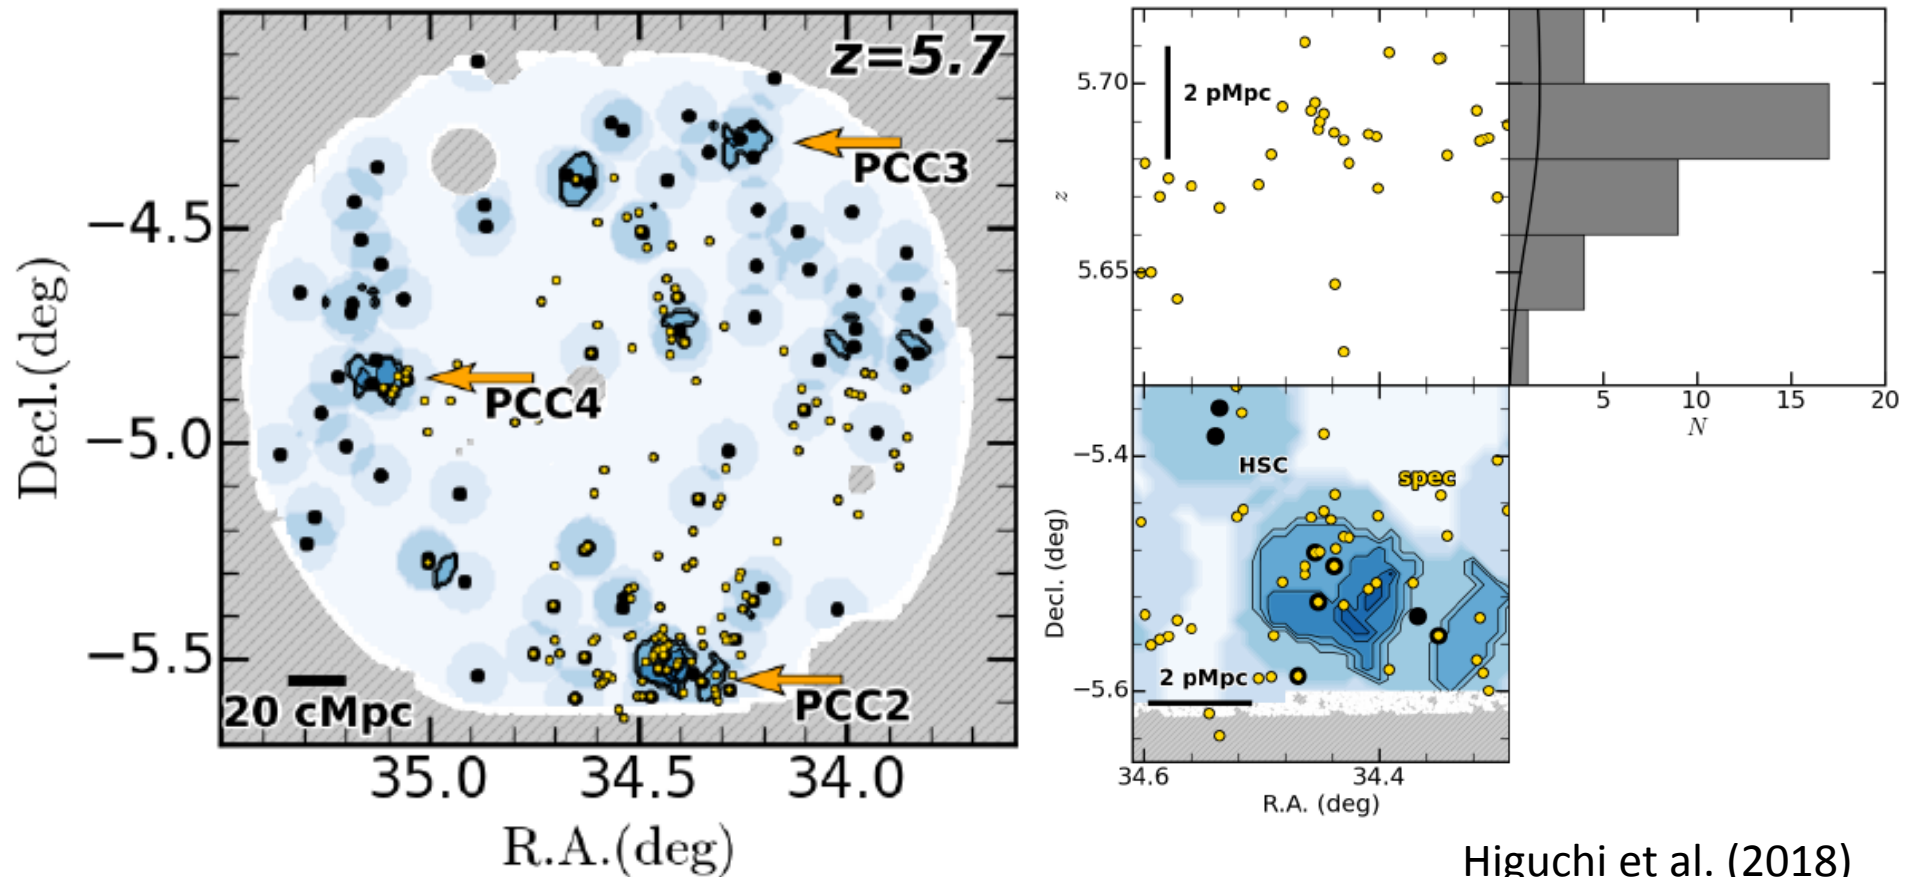 z=5.7
PCC3
PCC4
PCC2
20 cMpc
−4.5
−5.0
−5.5
Decl.(deg)
35.0 34.5 34.0
R.A.(deg)
2 pMpc
5.70
5.65
z
5 10 15 20
N
HSC
spec
−5.4
−5.6
Decl. (deg)
2 pMpc
34.6 34.4
R.A. (deg)
Higuchi et al. (2018)